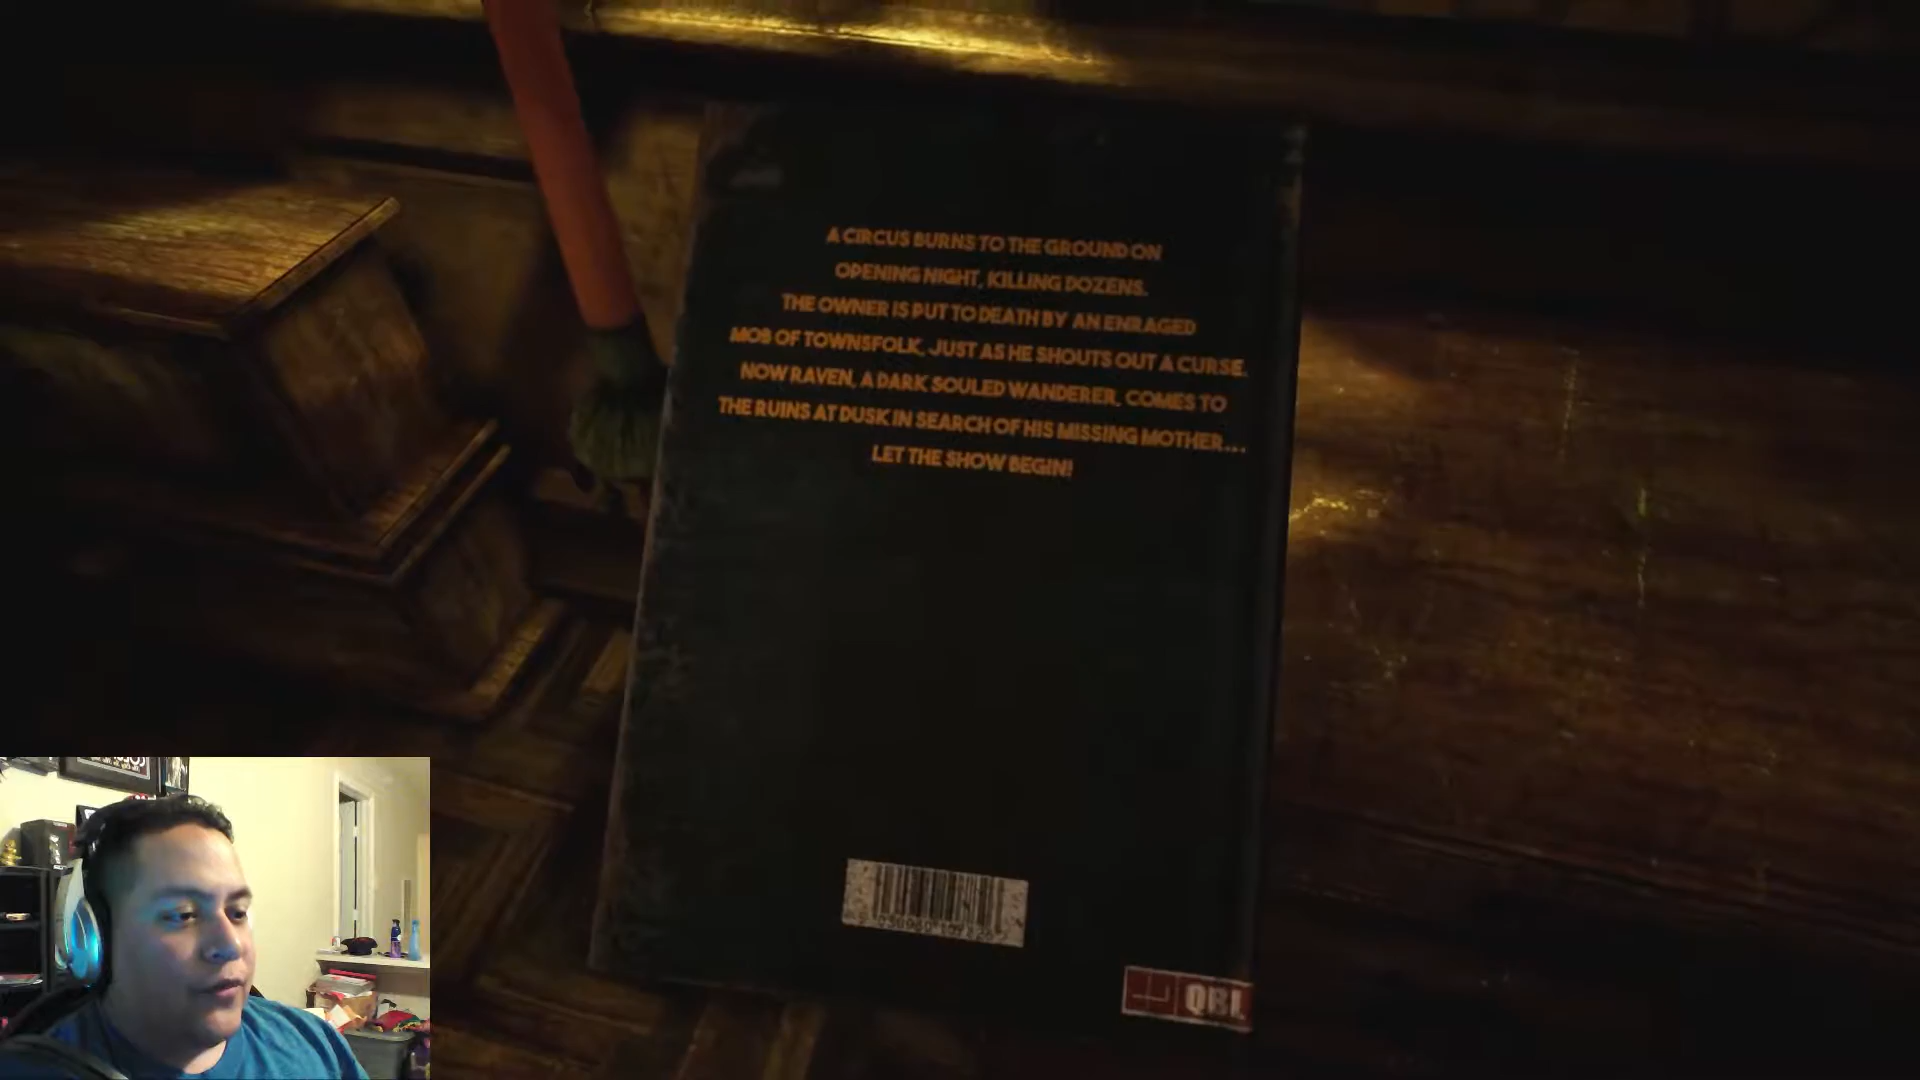 A CIRCUS BURNS TO THE GROUND ON
OPENING NIGHT, KILLING DOZENS.
THE OWNER IS PUT TO DEATH BY AN ENRAGED
MOB OF TOWNSFOLK, JUST AS HE SHOUTS OUT A CURSE.
NOW RAVEN, A DARK SOULED WANDERER, COMES TO
THE RUINS AT DUSK IN SEARCH OF HIS MISSING MOTHER...
LET THE SHOW BEGIN!
QBL